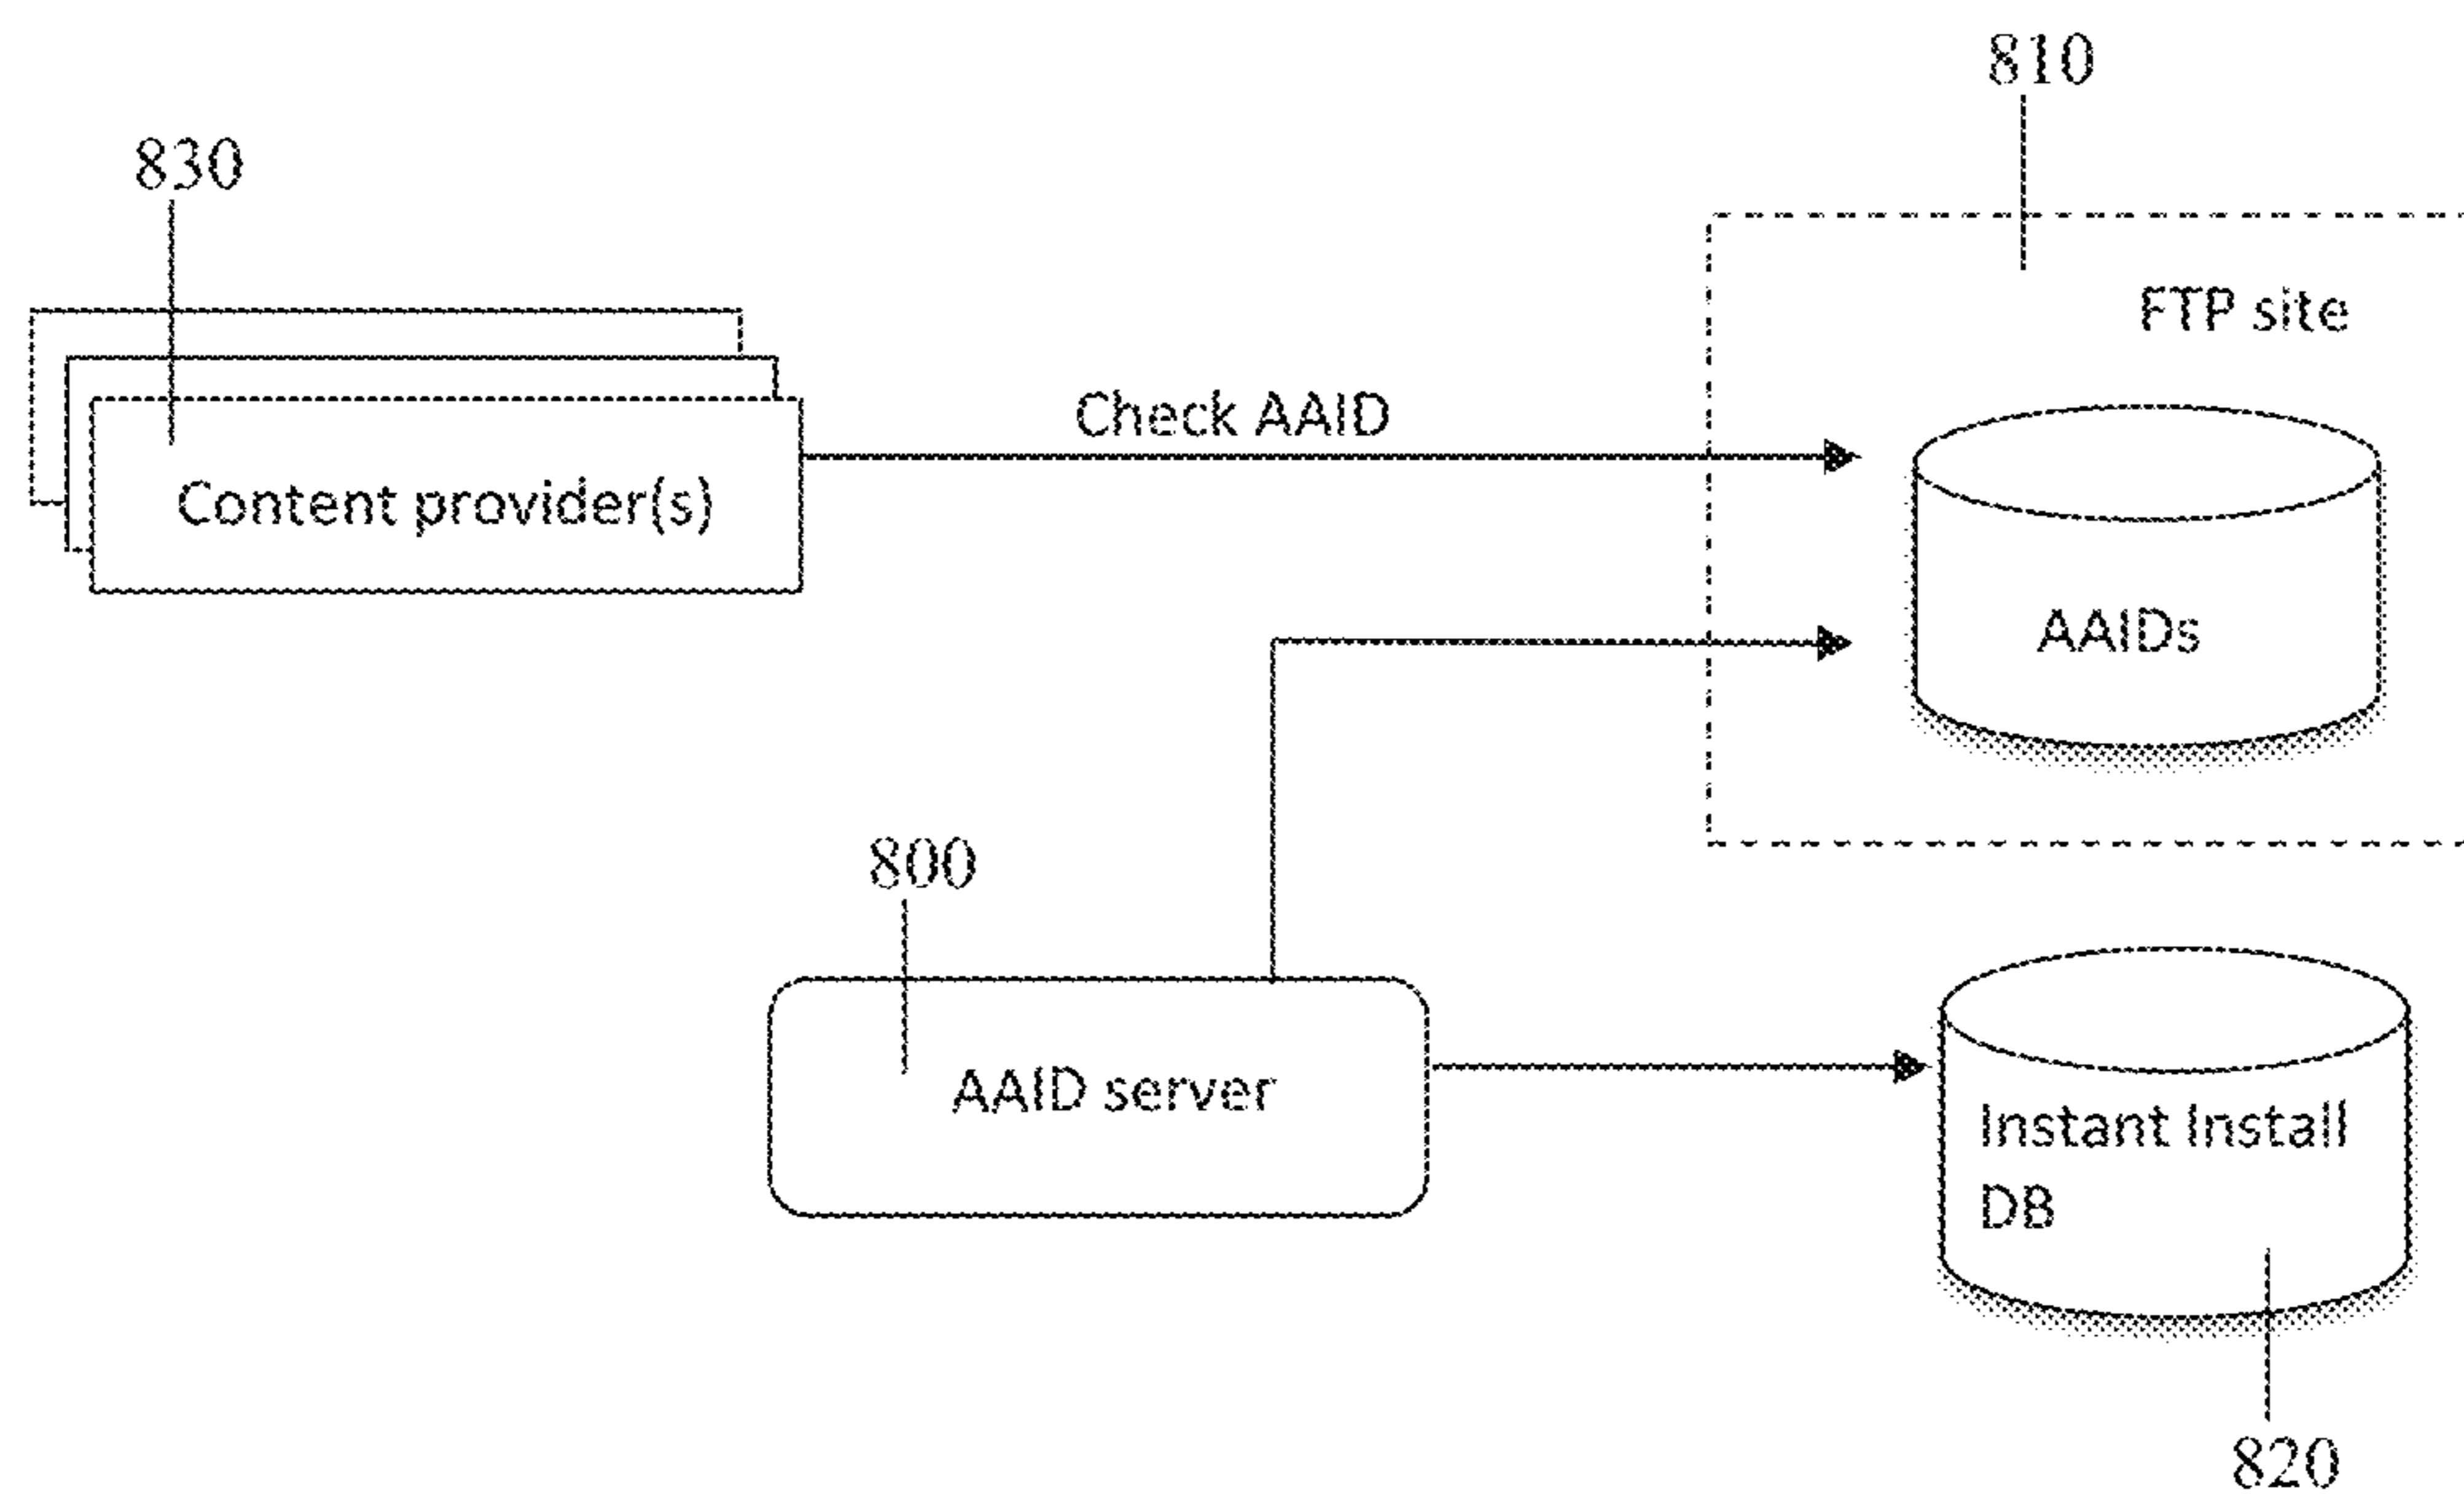 810
830
FTP site
Check AAID
Content provider(s)
AAIDs
800
AAID server
Instant Install
DB
820